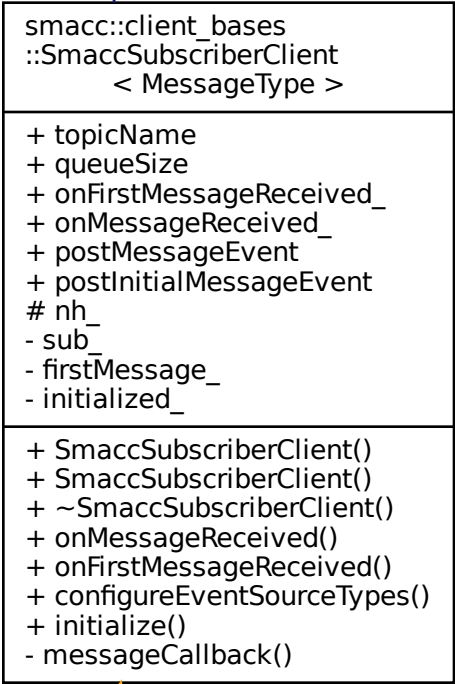 smacc::client_bases
::SmaccSubscriberClient
< MessageType >
+ topicName
+ queueSize
+ onFirstMessageReceived_
+ onMessageReceived_
+ postMessageEvent
+ postInitialMessageEvent
# nh_
- sub_
- firstMessage_
- initialized_
+ SmaccSubscriberClient()
+ SmaccSubscriberClient()
+ ~SmaccSubscriberClient()
+ onMessageReceived()
+ onFirstMessageReceived()
+ configureEventSourceTypes()
+ initialize()
- messageCallback()